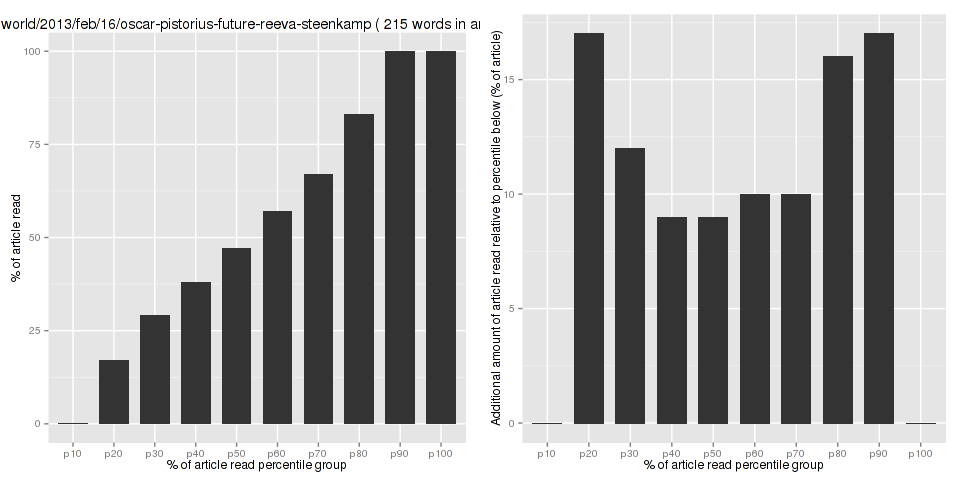 world/2013/feb/16/oscar-pistorius-future-reeva-steenkamp ( 215 words in ar
% of article read
100
75
50
25
0
p10 p20 p30 p40 p50 p60 p70 p80 p90 p100
% of article read percentile group
Additional amount of article read relative to percentile below (% of article)
15
10
5
0
p10 p20 p30 p40 p50 p60 p70 p80 p90 p100
% of article read percentile group